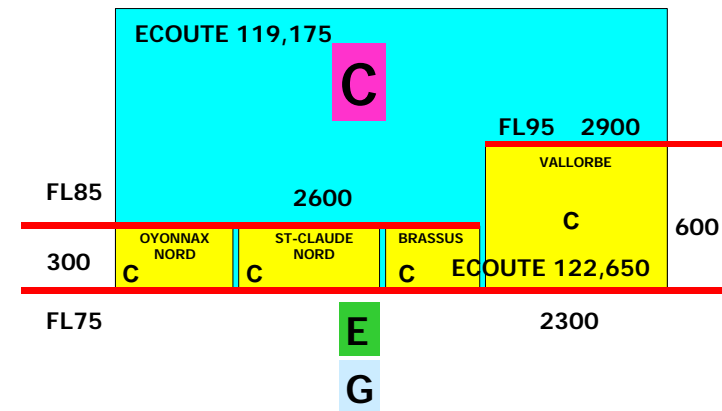 ECOUTE 119,175
C
FL95 2900
VALLORBE
FL85
2600
C
600
OYONNAX
NORD
C
ST-CLAUDE
NORD
C
BRASSUS
C
300
ECOUTE 122,650
FL75
E
2300
G